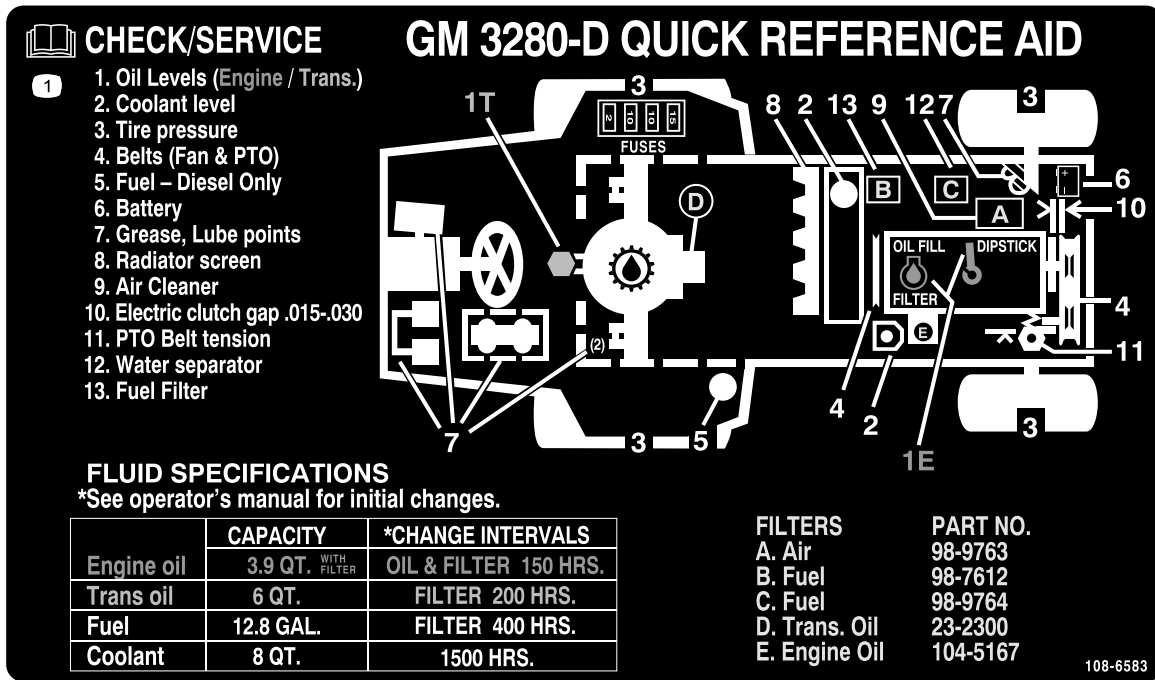 CHECK/SERVICE
GM 3280-D QUICK REFERENCE AID
1
1. Oil Levels (Engine / Trans.)
2. Coolant level
3. Tire pressure
4. Belts (Fan & PTO)
5. Fuel – Diesel Only
6. Battery
7. Grease, Lube points
8. Radiator screen
9. Air Cleaner
10. Electric clutch gap .015-.030
11. PTO Belt tension
12. Water separator
13. Fuel Filter
3
1T
2 10 10 15
FUSES
8 2 13 9 12 7
3
B C
+ -
6
D
A
10
OIL FILL DIPSTICK
FILTER
4
E
(2)
11
4
2
7
3
5
3
1E
FLUID SPECIFICATIONS
*See operator's manual for initial changes.
CAPACITY *CHANGE INTERVALS
Engine oil 3.9 QT. WITH FILTER OIL & FILTER 150 HRS.
Trans oil 6 QT. FILTER 200 HRS.
Fuel 12.8 GAL. FILTER 400 HRS.
Coolant 8 QT. 1500 HRS.
FILTERS PART NO.
A. Air 98-9763
B. Fuel 98-7612
C. Fuel 98-9764
D. Trans. Oil 23-2300
E. Engine Oil 104-5167
108-6583